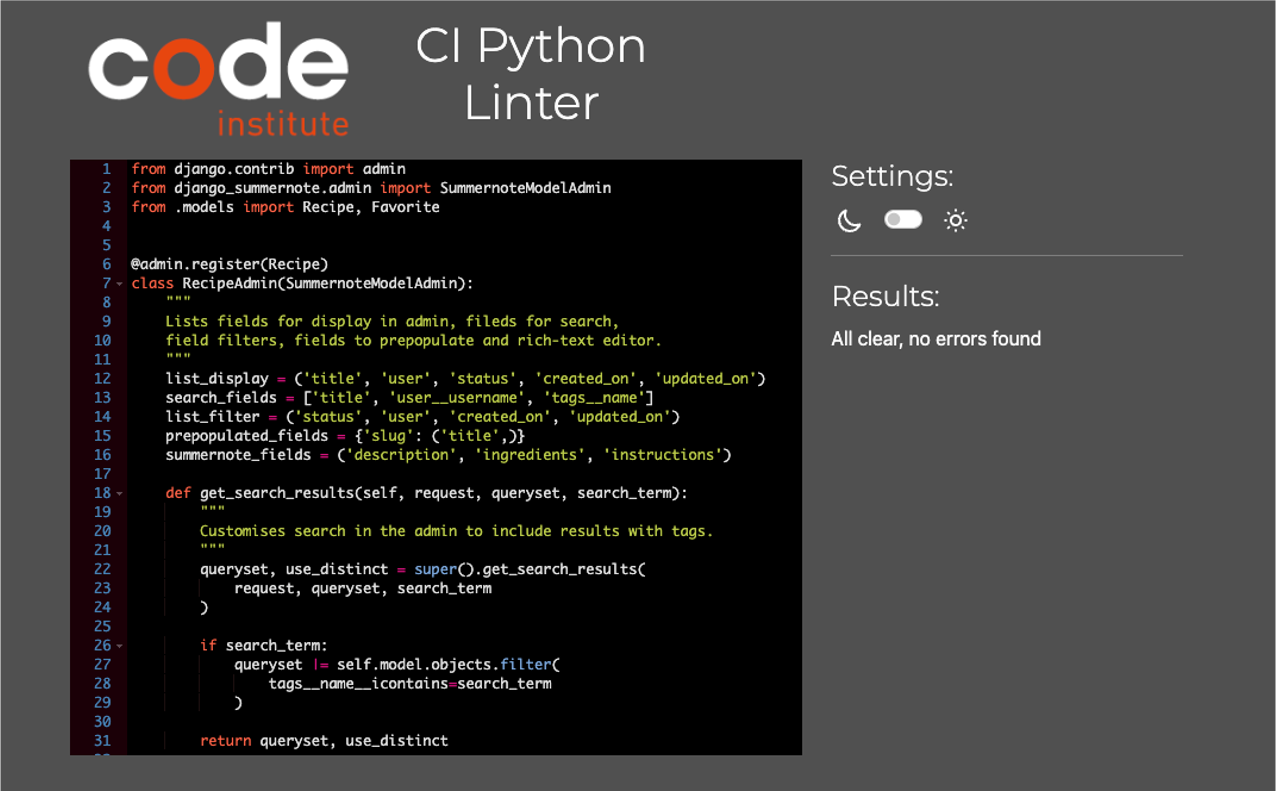 code
institute
CI Python
Linter
1 from django.contrib import admin
2 from django_summernote.admin import SummernoteModelAdmin
3 from .models import Recipe, Favorite
4
5
6 @admin.register(Recipe)
7 class RecipeAdmin(SummernoteModelAdmin):
8     """
9     Lists fields for display in admin, fileds for search,
10     field filters, fields to prepopulate and rich-text editor.
11     """
12     list_display = ('title', 'user', 'status', 'created_on', 'updated_on')
13     search_fields = ['title', 'user__username', 'tags__name']
14     list_filter = ('status', 'user', 'created_on', 'updated_on')
15     prepopulated_fields = {'slug': ('title',)}
16     summernote_fields = ('description', 'ingredients', 'instructions')
17
18     def get_search_results(self, request, queryset, search_term):
19         """
20         Customises search in the admin to include results with tags.
21         """
22         queryset, use_distinct = super().get_search_results(
23             request, queryset, search_term
24         )
25
26         if search_term:
27             queryset |= self.model.objects.filter(
28                 tags__name__icontains=search_term
29             )
30
31         return queryset, use_distinct
Settings:
Results:
All clear, no errors found